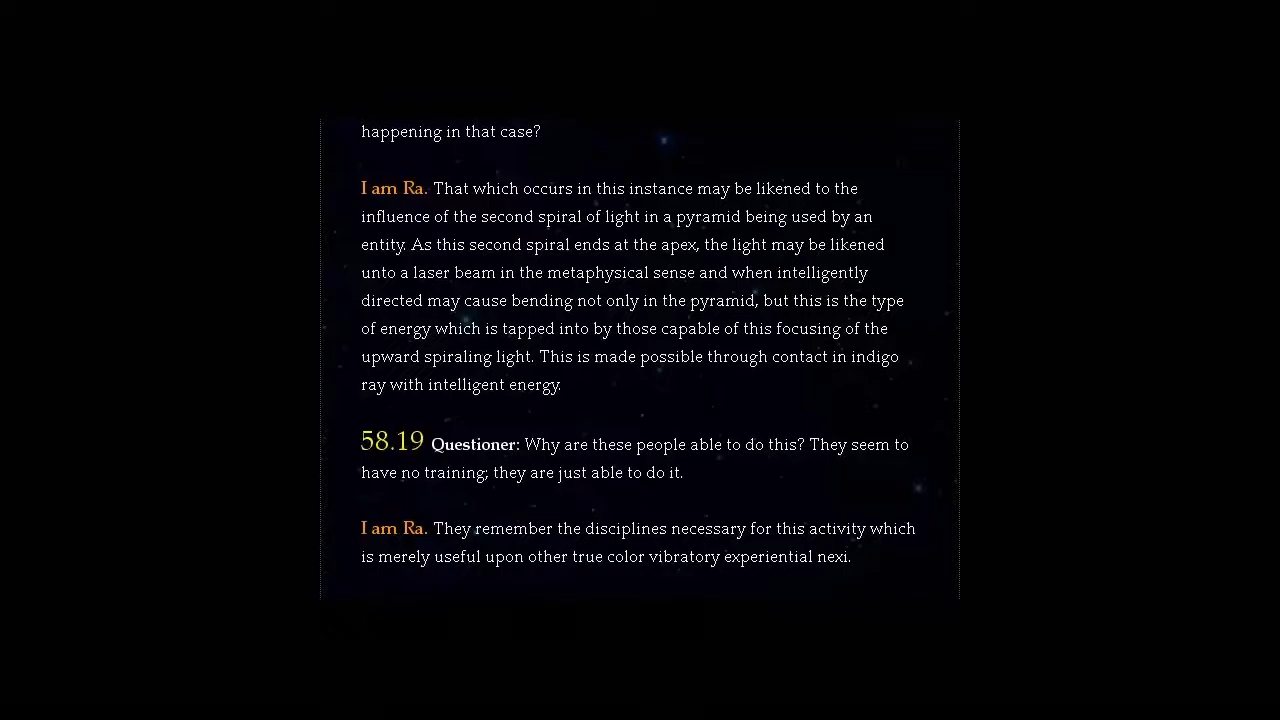 happening in that case?
I am Ra. That which occurs in this instance may be likened to the
influence of the second spiral of light in a pyramid being used by an
entity. As this second spiral ends at the apex, the light may be likened
unto a laser beam in the metaphysical sense and when intelligently
directed may cause bending not only in the pyramid, but this is the type
of energy which is tapped into by those capable of this focusing of the
upward spiraling light. This is made possible through contact in indigo
ray with intelligent energy.
58.19 Questioner: Why are these people able to do this? They seem to
have no training; they are just able to do it.
I am Ra. They remember the disciplines necessary for this activity which
is merely useful upon other true color vibratory experiential nexi.